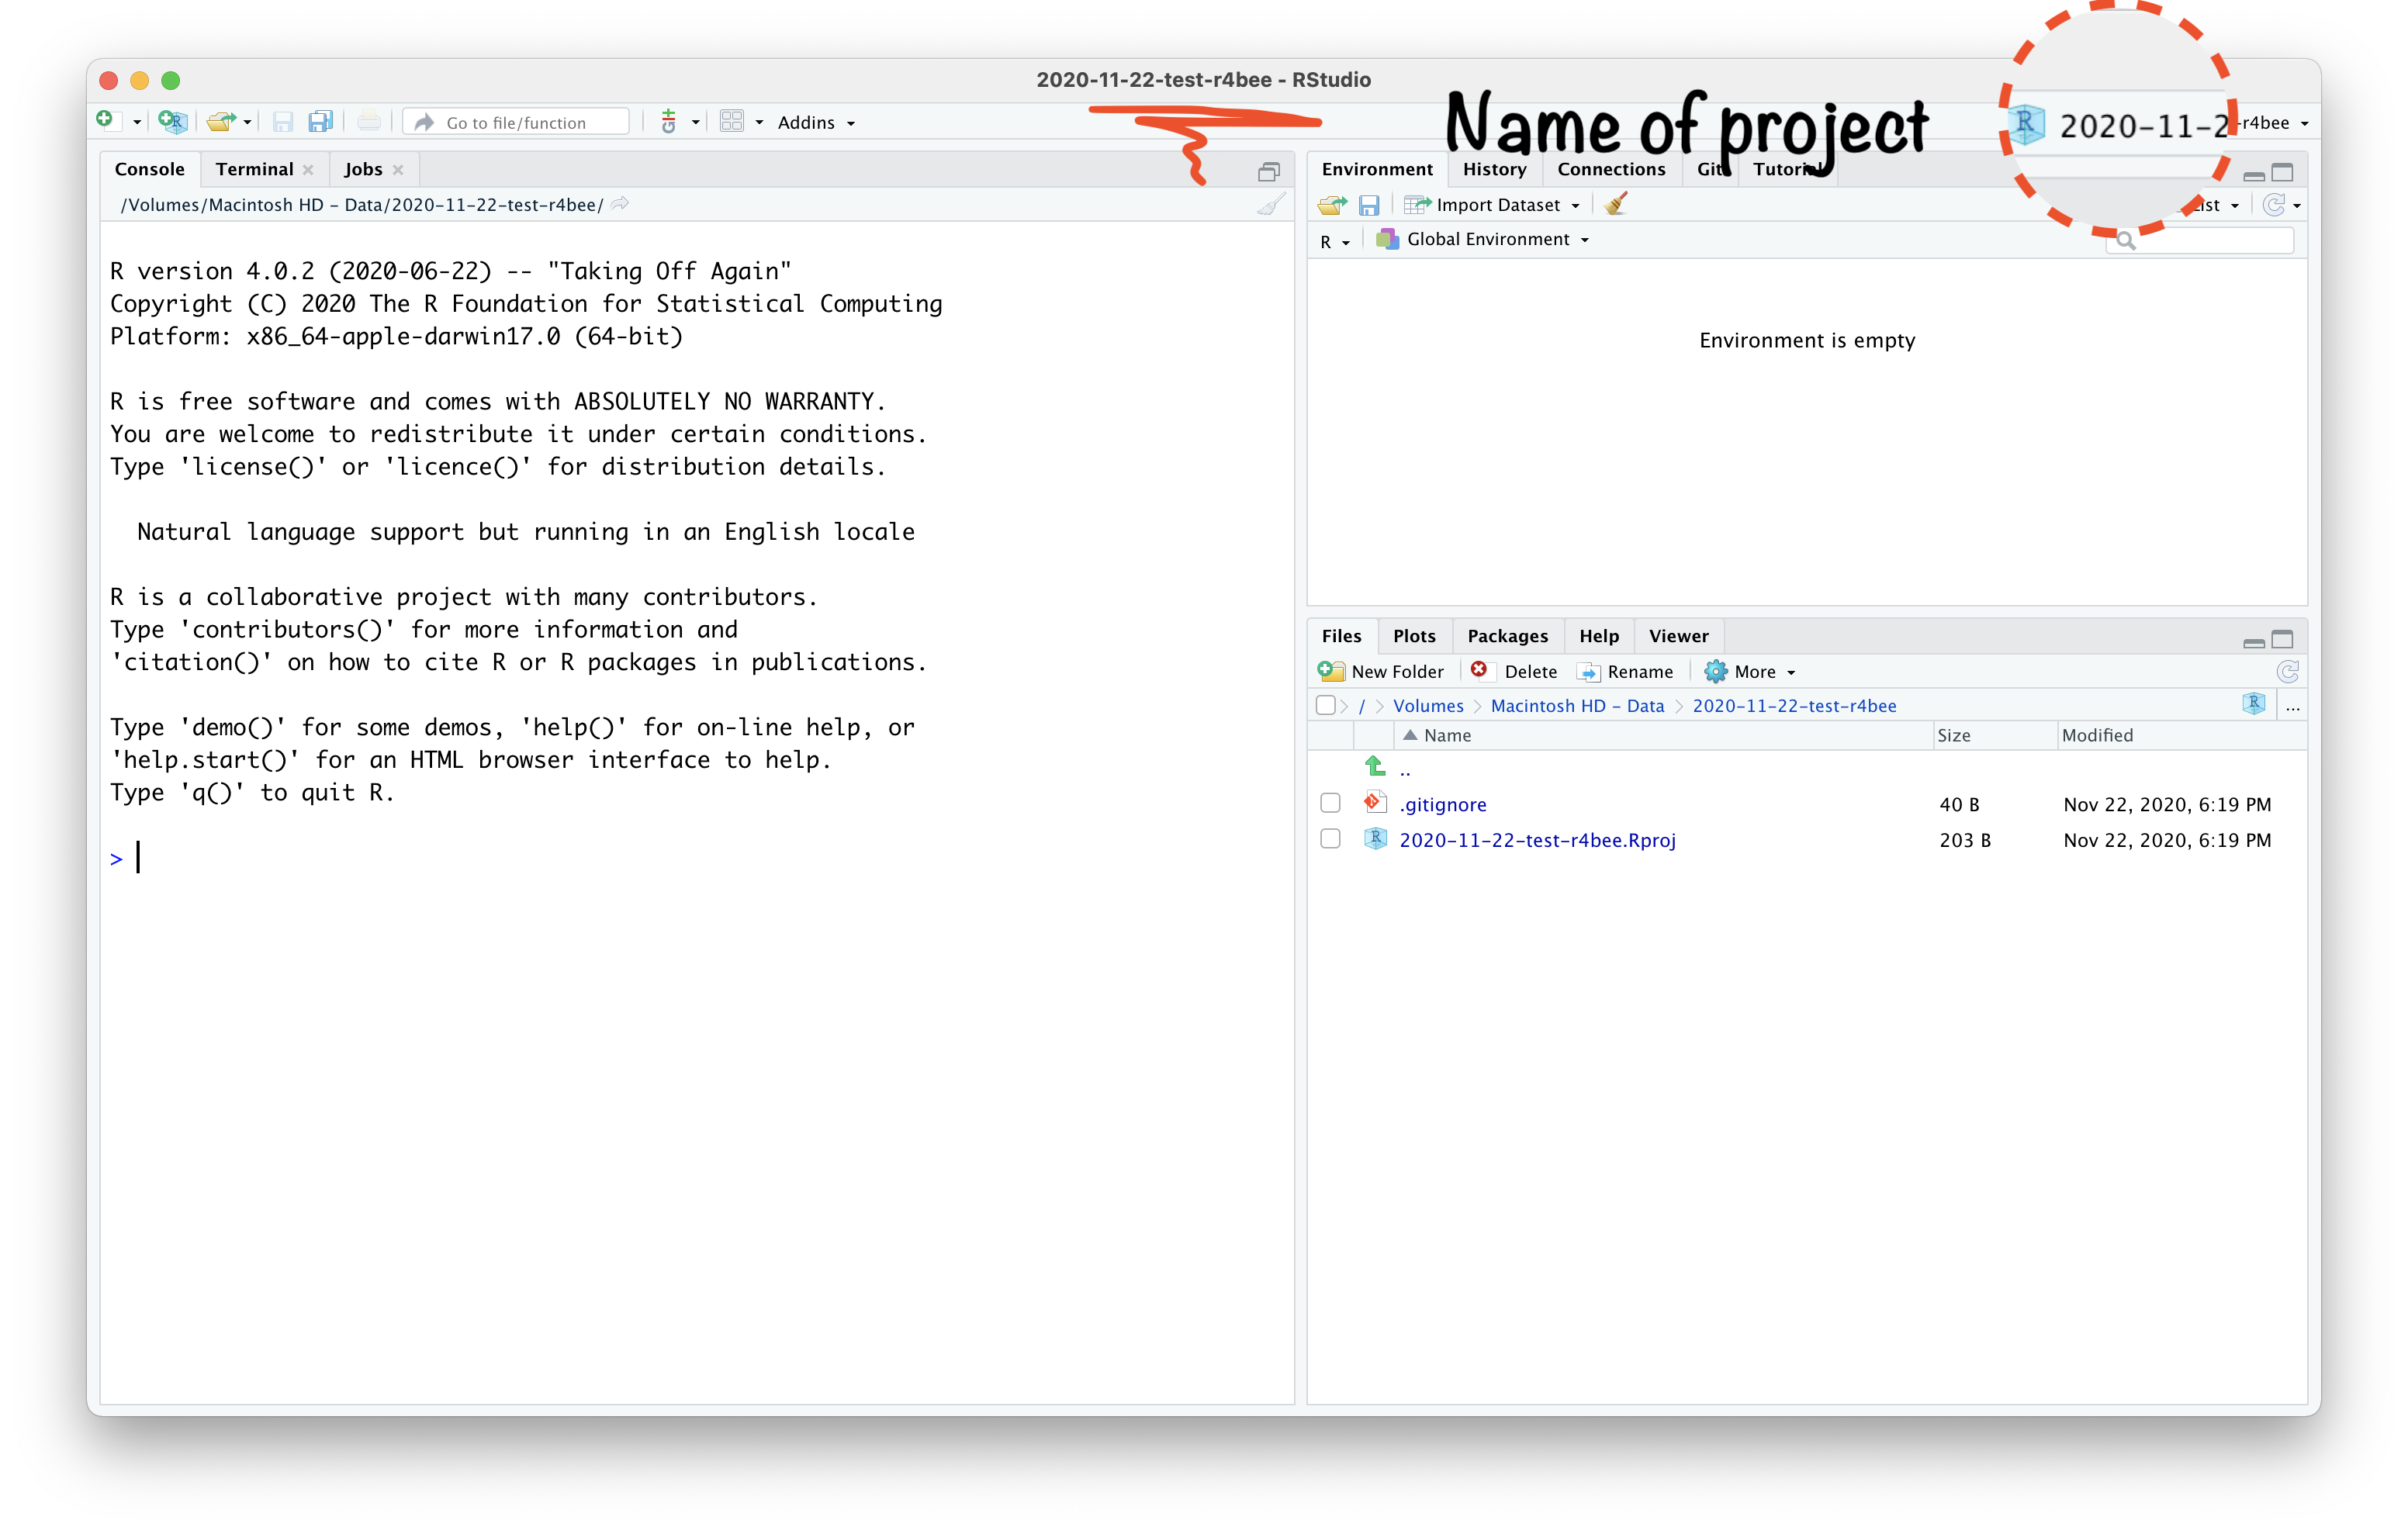 2020-11-22-test-r4bee - RStudio
Go to file/function
Addins
Name of project
2020-11-2
-r4bee
Console Terminal Jobs
/Volumes/Macintosh HD - Data/2020-11-22-test-r4bee/
R version 4.0.2 (2020-06-22) -- "Taking Off Again"
Copyright (C) 2020 The R Foundation for Statistical Computing
Platform: x86_64-apple-darwin17.0 (64-bit)
R is free software and comes with ABSOLUTELY NO WARRANTY.
You are welcome to redistribute it under certain conditions.
Type 'license()' or 'licence()' for distribution details.
Natural language support but running in an English locale
R is a collaborative project with many contributors.
Type 'contributors()' for more information and
'citation()' on how to cite R or R packages in publications.
Type 'demo()' for some demos, 'help()' for on-line help, or
'help.start()' for an HTML browser interface to help.
Type 'q()' to quit R.
>
Environment History Connections Git Tutorial
Import Dataset
R Global Environment
Environment is empty
Files Plots Packages Help Viewer
New Folder Delete Rename More
/ Volumes Macintosh HD - Data 2020-11-22-test-r4bee ...
Name Size Modified
..
.gitignore 40 B Nov 22, 2020, 6:19 PM
2020-11-22-test-r4bee.Rproj 203 B Nov 22, 2020, 6:19 PM